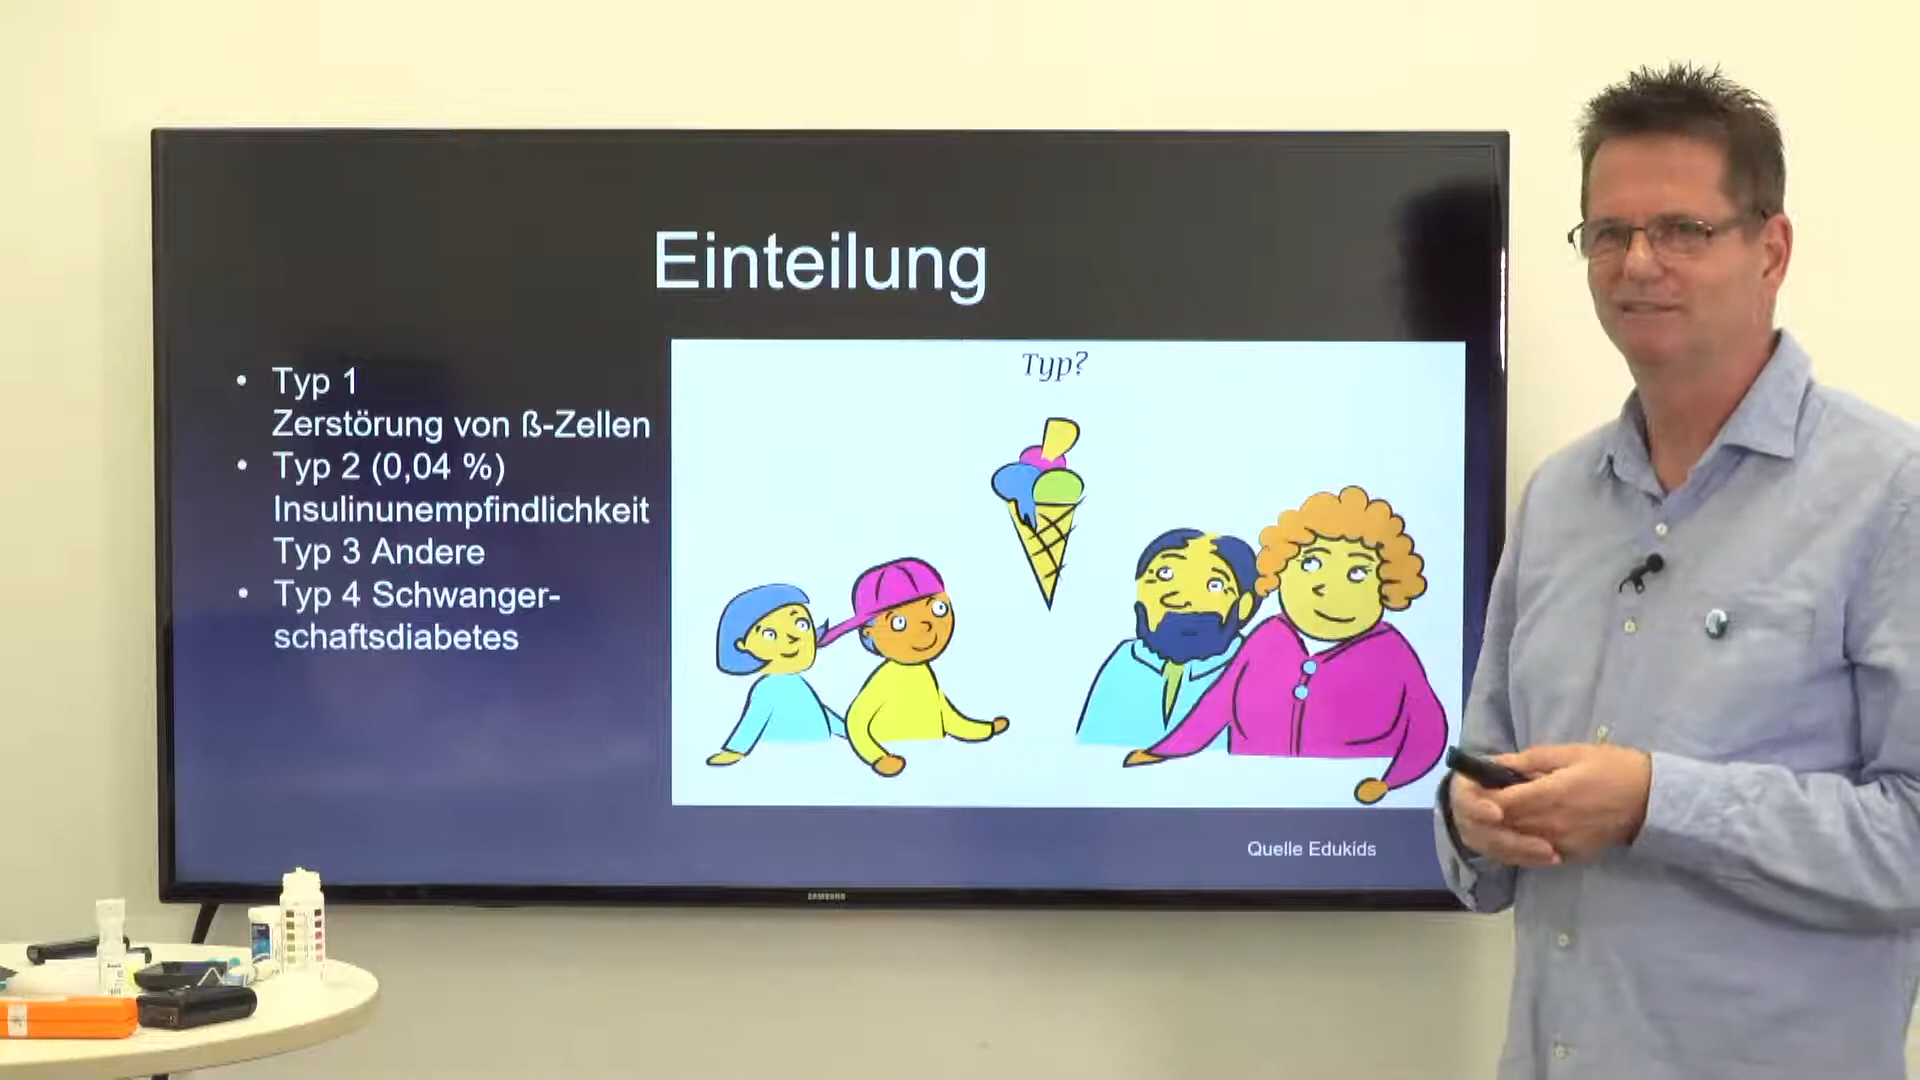 Einteilung
• Typ 1
Zerstörung von ß-Zellen
• Typ 2 (0,04 %)
Insulinunempfindlichkeit
Typ 3 Andere
• Typ 4 Schwanger-
schaftsdiabetes
Typ?
Quelle Edukids
SAMSUNG